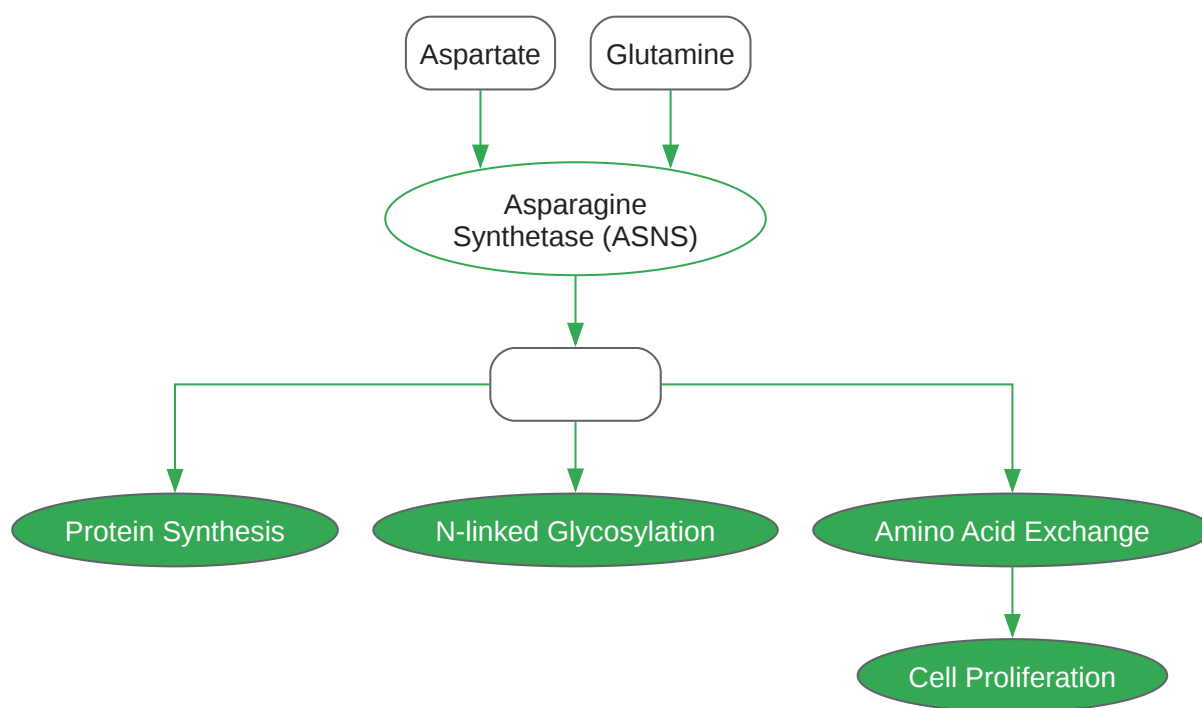 Aspartate
Glutamine
Asparagine
Synthetase (ASNS)
Protein Synthesis
N-linked Glycosylation
Amino Acid Exchange
Cell Proliferation